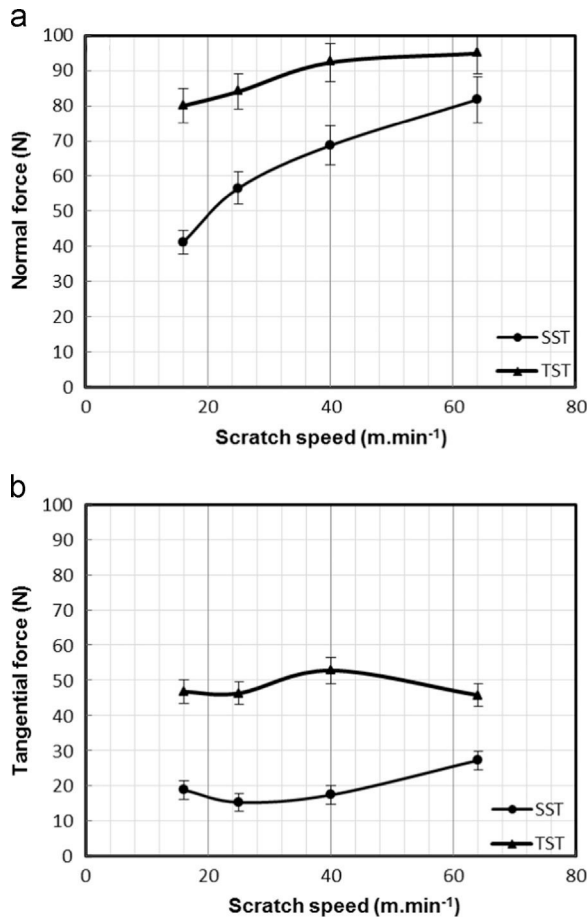 a
100
90
80
70
60
50
40
30
20
10
0
Normal force (N)
SST
TST
0 20 40 60 80
Scratch speed (m.min⁻¹)
b
100
90
80
70
60
50
40
30
20
10
0
Tangential force (N)
SST
TST
0 20 40 60 80
Scratch speed (m.min⁻¹)